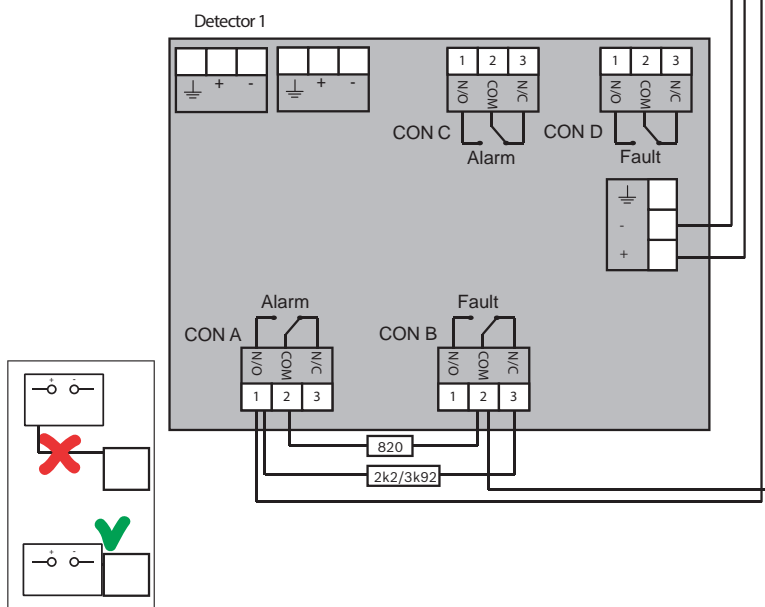 Detector 1
+ -
+ -
1 2 3
N/O COM N/C
CON C
Alarm
1 2 3
N/O COM N/C
CON D
Fault
-
+
Alarm
CON A
N/O COM N/C
1 2 3
Fault
CON B
N/O COM N/C
1 2 3
820
2k2/3k92
+ -
+ -